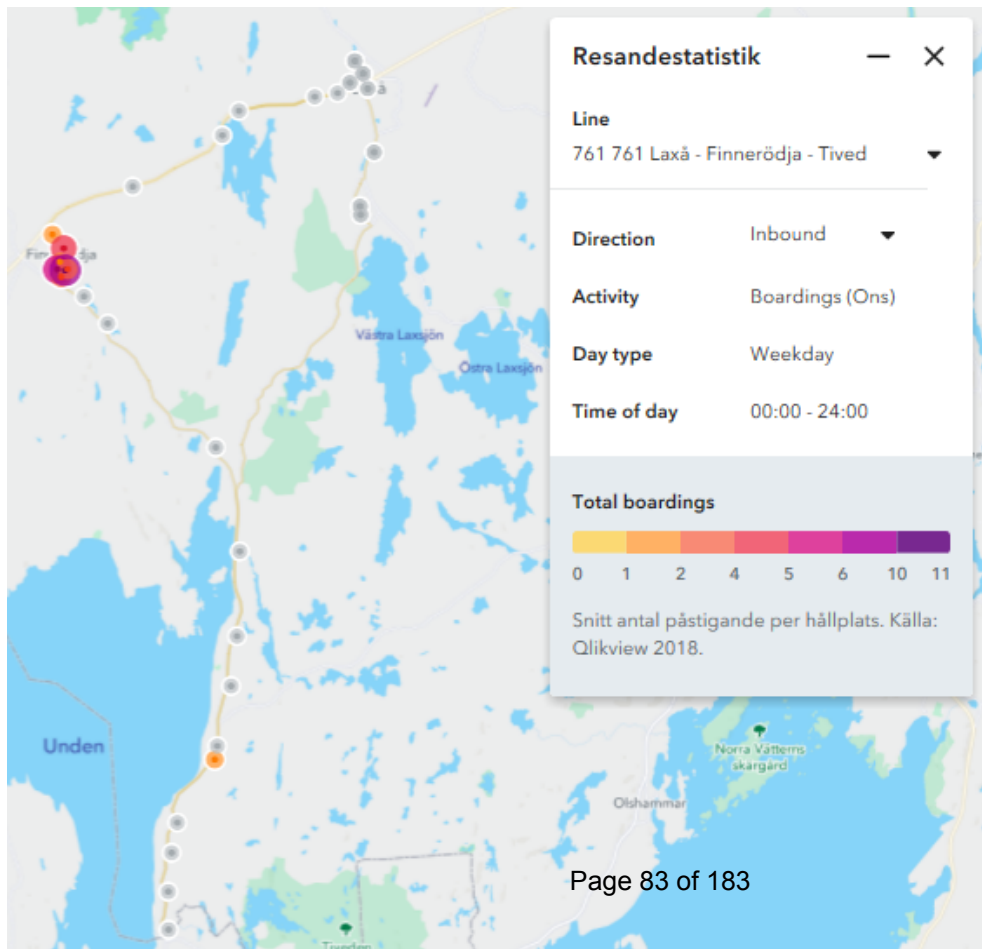 Resandestatistik
Line
761 761 Laxå - Finnerödja - Tived
Direction Inbound
Activity Boardings (Ons)
Day type Weekday
Time of day 00:00 - 24:00
Total boardings
0 1 2 4 5 6 10 11
Snitt antal påstigande per hållplats. Källa:
Qlikview 2018.
Västra Laxsjön
Östra Laxsjön
Unden
Norra Vätterns
skärgård
Olshammar
Page 83 of 183
Tiveden